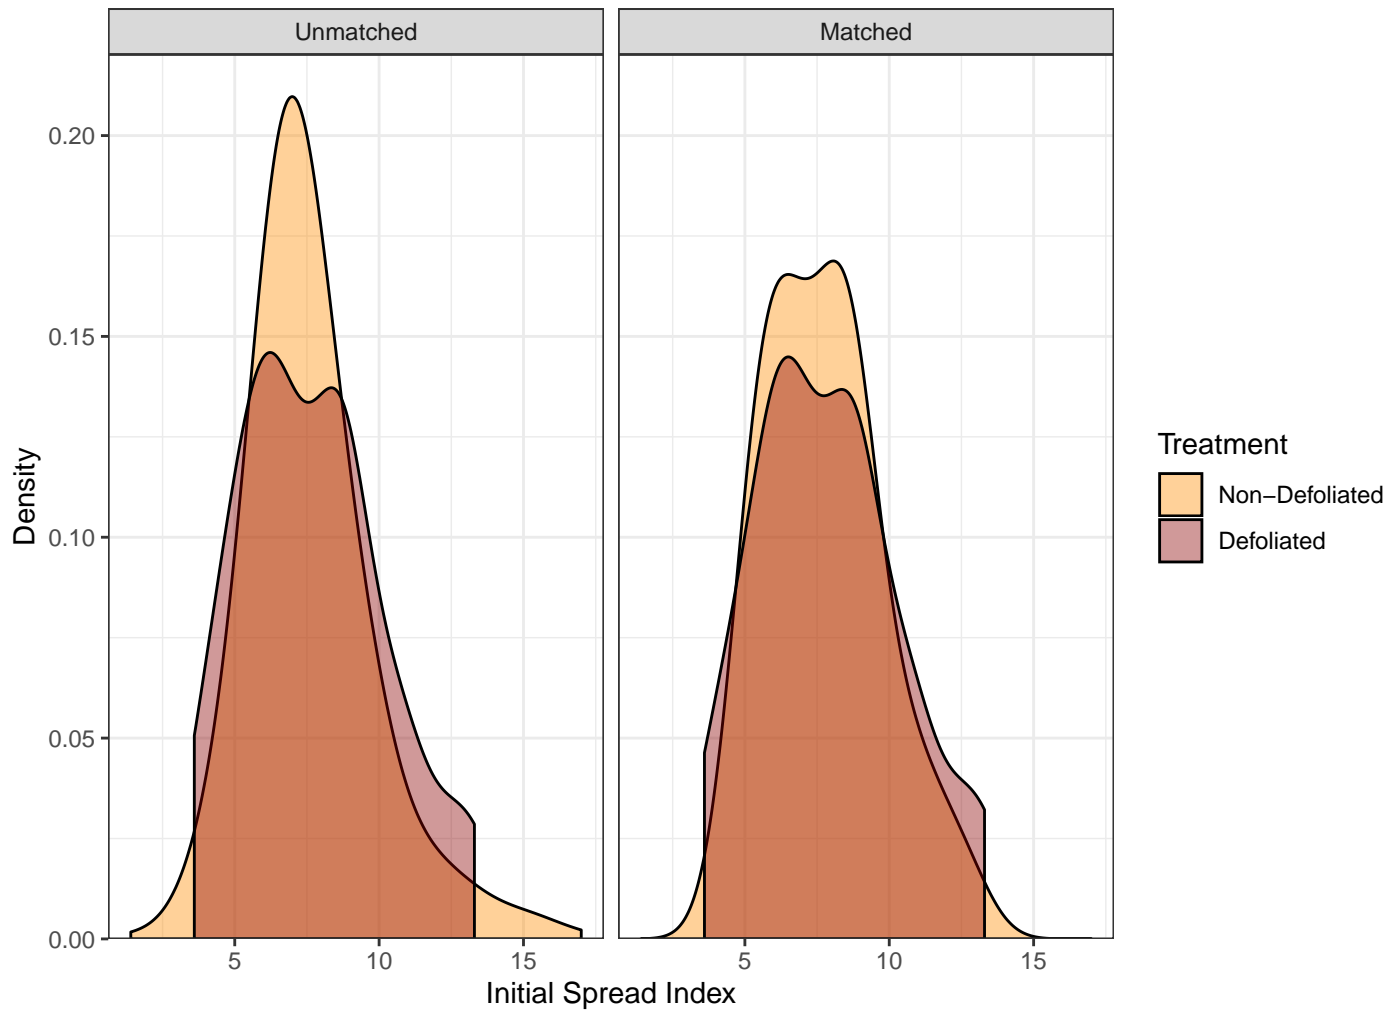 Unmatched
Matched
0.20
0.15
0.10
0.05
0.00
Density
5
10
15
5
10
15
Initial Spread Index
Treatment
Non−Defoliated
Defoliated